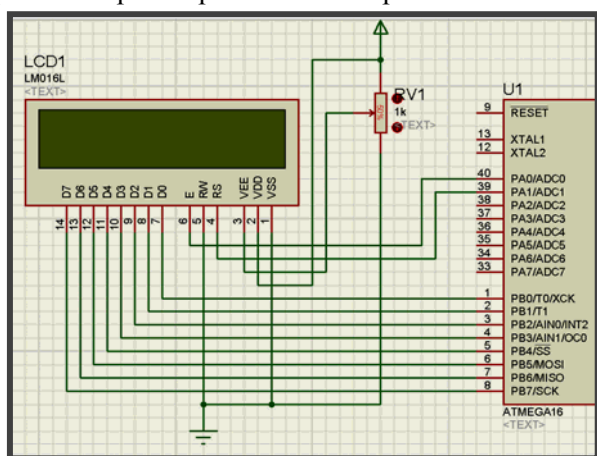 LCD1
LM016L
<TEXT>
D7 D6 D5 D4 D3 D2 D1 D0 E RW RS VEE VDD VSS
14 13 12 11 10 9 8 7 6 5 4 3 2 1
RV1
1k
<TEXT>
50%
U1
9 RESET
13 XTAL1
12 XTAL2
40 PA0/ADC0
39 PA1/ADC1
38 PA2/ADC2
37 PA3/ADC3
36 PA4/ADC4
35 PA5/ADC5
34 PA6/ADC6
33 PA7/ADC7
1 PB0/T0/XCK
2 PB1/T1
3 PB2/AIN0/INT2
4 PB3/AIN1/OC0
5 PB4/SS
6 PB5/MOSI
7 PB6/MISO
8 PB7/SCK
ATMEGA16
<TEXT>